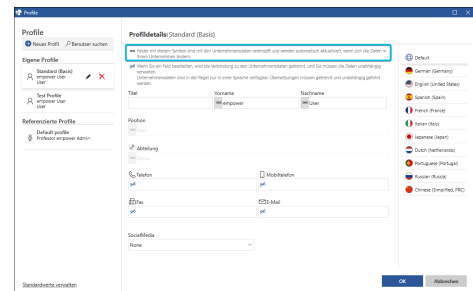 Profile
Profile
Neues Profil
Benutzer suchen
Eigene Profile
Standard (Basis)
empower User
User
Test Profile
empower User
User
Referenzierte Profile
Default profile
Professor empower Admin
Standardwerte verwalten
Profildetails: Standard (Basis)
Felder mit diesem Symbol sind mit den Unternehmensdaten verknüpft und werden automatisch aktualisiert, wenn sich die Daten in
Ihrem Unternehmen ändern.
Wenn Sie ein Feld bearbeiten, wird die Verbindung zu den Unternehmensdaten getrennt, und Sie müssen die Daten unabhängig
verwalten.
Unternehmensdaten sind in der Regel nur in einer Sprache verfügbar. Übersetzungen müssen getrennt und unabhängig geführt
werden.
Titel
Vorname
Nachname
empower
User
Position
Abteilung
Telefon
Mobiltelefon
Fax
E-Mail
SocialMedia
None
Default
German (Germany)
English (United States)
Spanish (Spain)
French (France)
Italian (Italy)
Japanese (Japan)
Dutch (Netherlands)
Portuguese (Portugal)
Russian (Russia)
Chinese (Simplified, PRC)
OK
Abbrechen